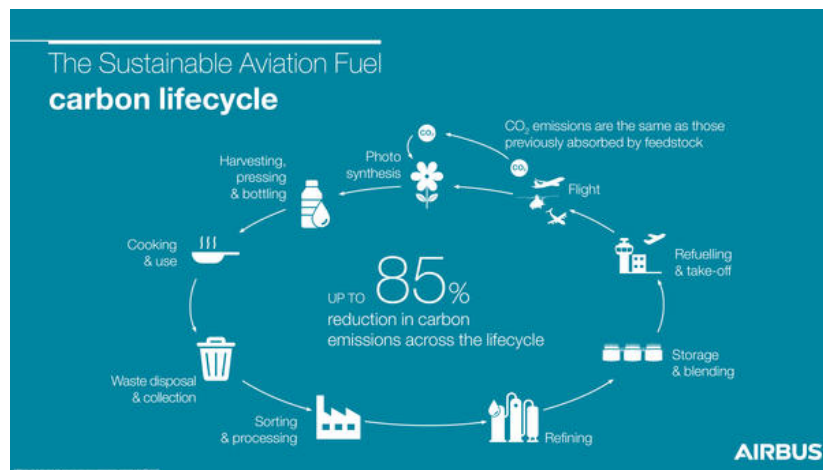 The Sustainable Aviation Fuel
carbon lifecycle
CO₂ emissions are the same as those
previously absorbed by feedstock
CO₂
CO₂
Photo
synthesis
Flight
Harvesting,
pressing
& bottling
Cooking
& use
Refuelling
& take-off
UP TO 85%
reduction in carbon
emissions across the lifecycle
Waste disposal
& collection
Storage
& blending
Sorting
& processing
Refining
AIRBUS